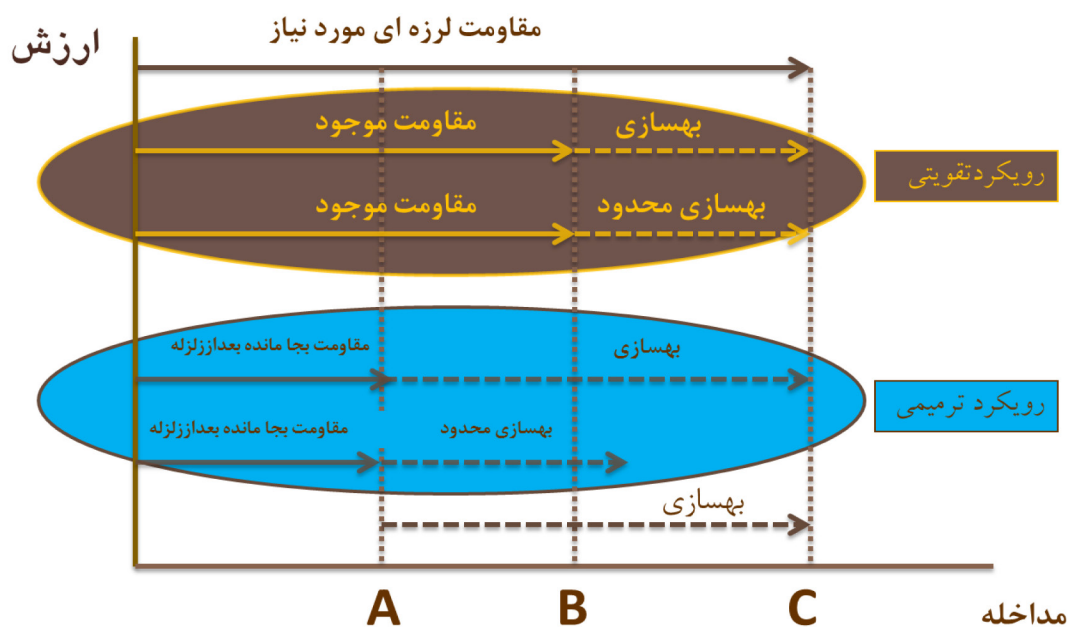 مقاومت لرزه ای مورد نیاز
ارزش
مقاومت موجود
بهسازی
مقاومت موجود
بهسازی محدود
رویکردتقویتی
مقاومت بجا مانده بعداززلزله
بهسازی
مقاومت بجا مانده بعداززلزله
بهسازی محدود
رویکرد ترمیمی
بهسازی
A
B
C
مداخله